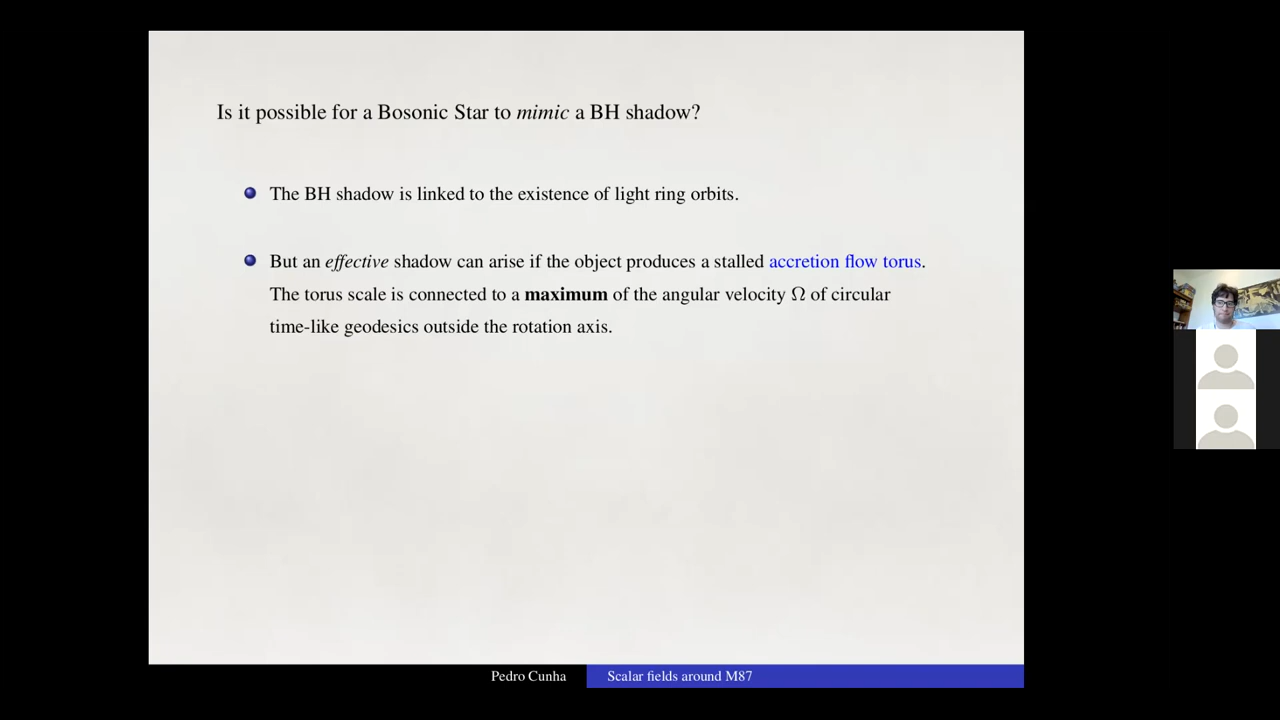 Is it possible for a Bosonic Star to mimic a BH shadow?
The BH shadow is linked to the existence of light ring orbits.
But an effective shadow can arise if the object produces a stalled accretion flow torus.
The torus scale is connected to a maximum of the angular velocity Ω of circular
time-like geodesics outside the rotation axis.
Pedro Cunha
Scalar fields around M87